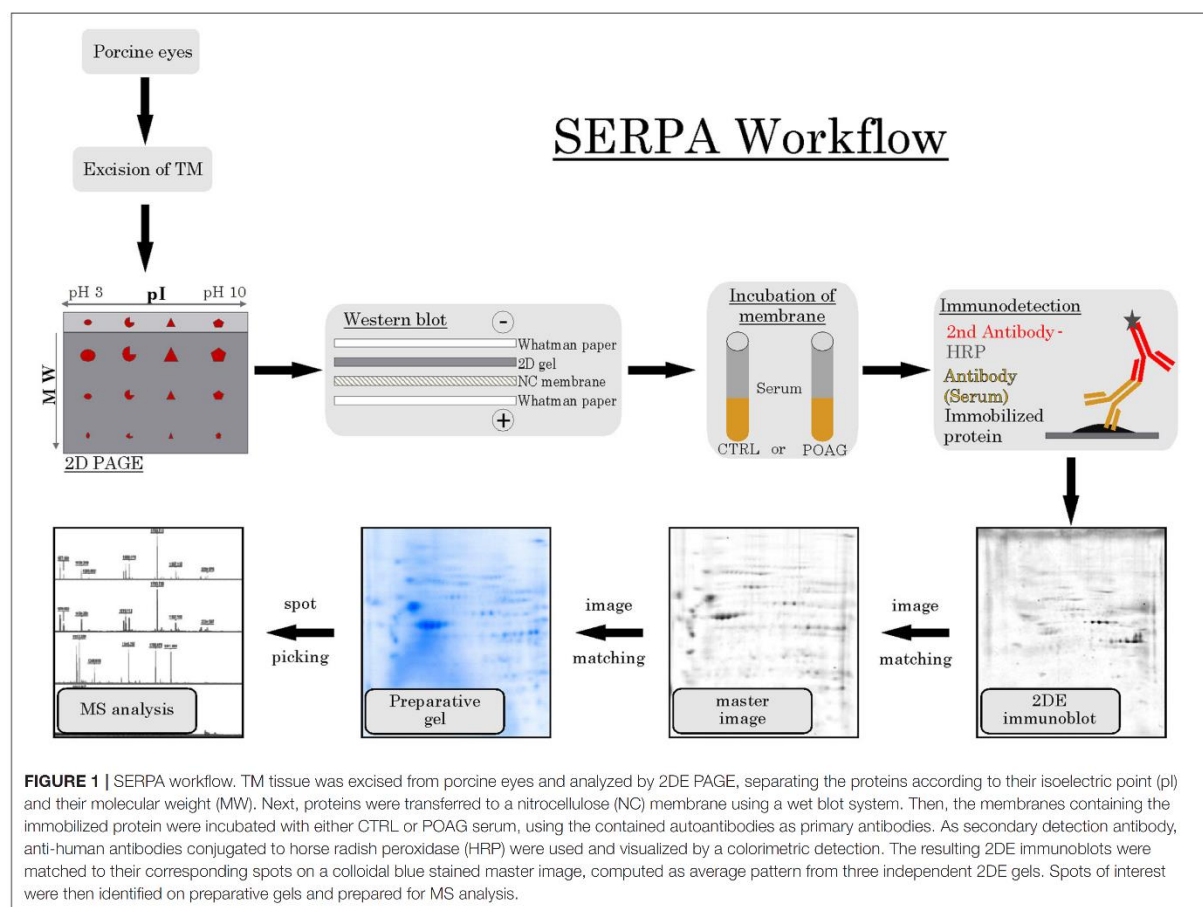 Porcine eyes
SERPA Workflow
Excision of TM
pH 3 pI pH 10
MW
2D PAGE
Western blot
-
Whatman paper
2D gel
NC membrane
Whatman paper
+
Incubation of
membrane
Serum
CTRL or POAG
Immunodetection
2nd Antibody -
HRP
Antibody
(Serum)
Immobilized
protein
MS analysis
spot
picking
Preparative
gel
image
matching
master
image
image
matching
2DE
immunoblot
FIGURE 1 | SERPA workflow. TM tissue was excised from porcine eyes and analyzed by 2DE PAGE, separating the proteins according to their isoelectric point (pI)
and their molecular weight (MW). Next, proteins were transferred to a nitrocellulose (NC) membrane using a wet blot system. Then, the membranes containing the
immobilized protein were incubated with either CTRL or POAG serum, using the contained autoantibodies as primary antibodies. As secondary detection antibody,
anti-human antibodies conjugated to horse radish peroxidase (HRP) were used and visualized by a colorimetric detection. The resulting 2DE immunoblots were
matched to their corresponding spots on a colloidal blue stained master image, computed as average pattern from three independent 2DE gels. Spots of interest
were then identified on preparative gels and prepared for MS analysis.